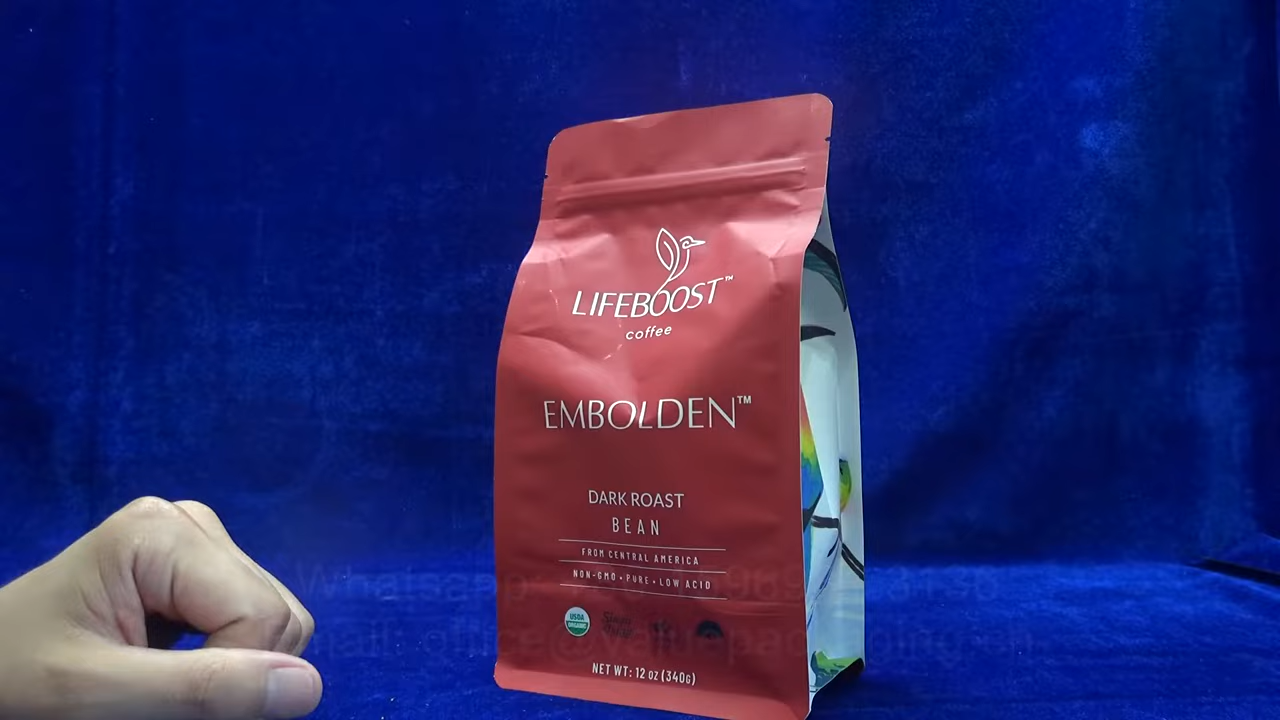 LIFEBOOST™
coffee
EMBOLDEN™
DARK ROAST
BEAN
FROM CENTRAL AMERICA
NON-GMO • PURE • LOW ACID
USDA
ORGANIC
NET WT: 12 OZ (340G)